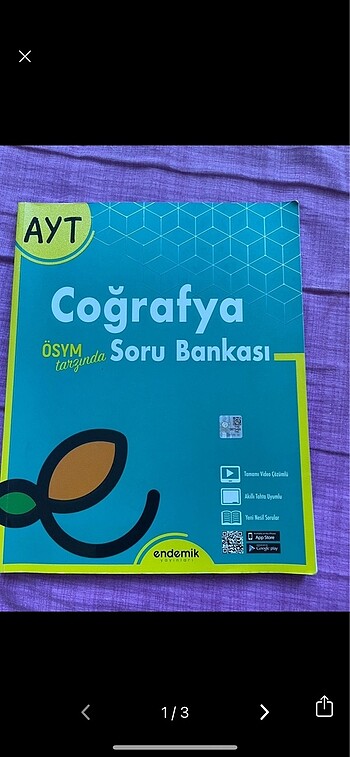 AYT
Coğrafya
ÖSYM tarzında Soru Bankası
Tamamı Video Çözümlü
Akıllı Tahta Uyumlu
Yeni Nesil Sorular
App Store
Google play
endemik
yayınları
1/3